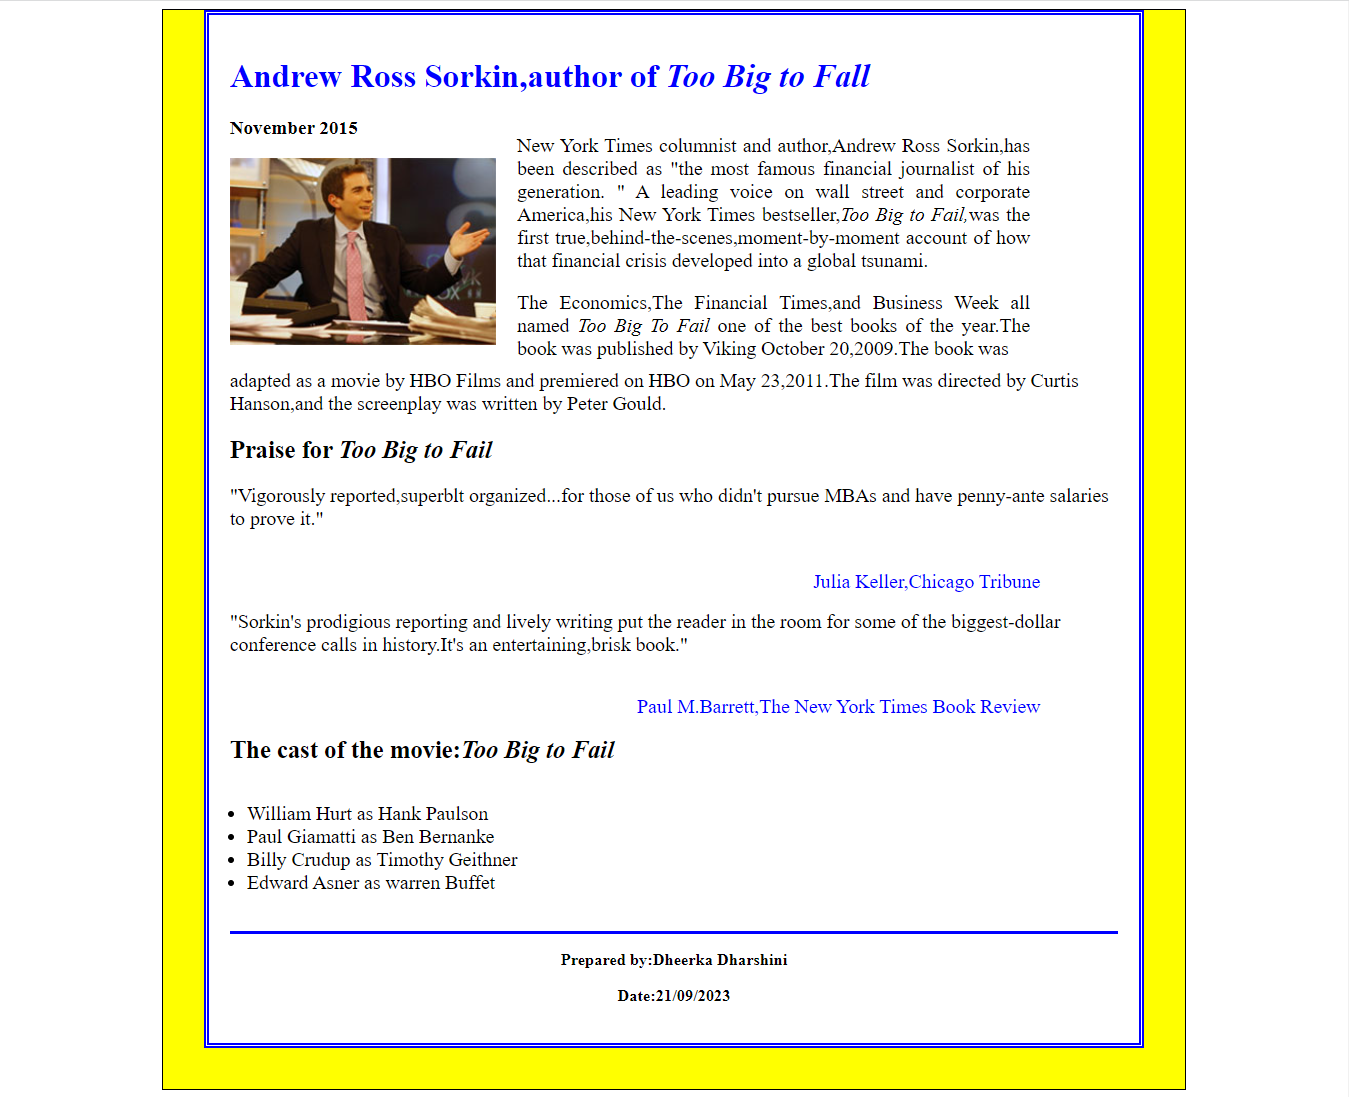 Andrew Ross Sorkin,author of Too Big to Fall
November 2015
New York Times columnist and author,Andrew Ross Sorkin,has
been described as "the most famous financial journalist of his
generation. " A leading voice on wall street and corporate
America,his New York Times bestseller,Too Big to Fail,was the
first true,behind-the-scenes,moment-by-moment account of how
that financial crisis developed into a global tsunami.
The Economics,The Financial Times,and Business Week all
named Too Big To Fail one of the best books of the year.The
book was published by Viking October 20,2009.The book was
adapted as a movie by HBO Films and premiered on HBO on May 23,2011.The film was directed by Curtis
Hanson,and the screenplay was written by Peter Gould.
Praise for Too Big to Fail
"Vigorously reported,superblt organized...for those of us who didn't pursue MBAs and have penny-ante salaries
to prove it."
Julia Keller,Chicago Tribune
"Sorkin's prodigious reporting and lively writing put the reader in the room for some of the biggest-dollar
conference calls in history.It's an entertaining,brisk book."
Paul M.Barrett,The New York Times Book Review
The cast of the movie:Too Big to Fail
William Hurt as Hank Paulson
Paul Giamatti as Ben Bernanke
Billy Crudup as Timothy Geithner
Edward Asner as warren Buffet
Prepared by:Dheerka Dharshini
Date:21/09/2023